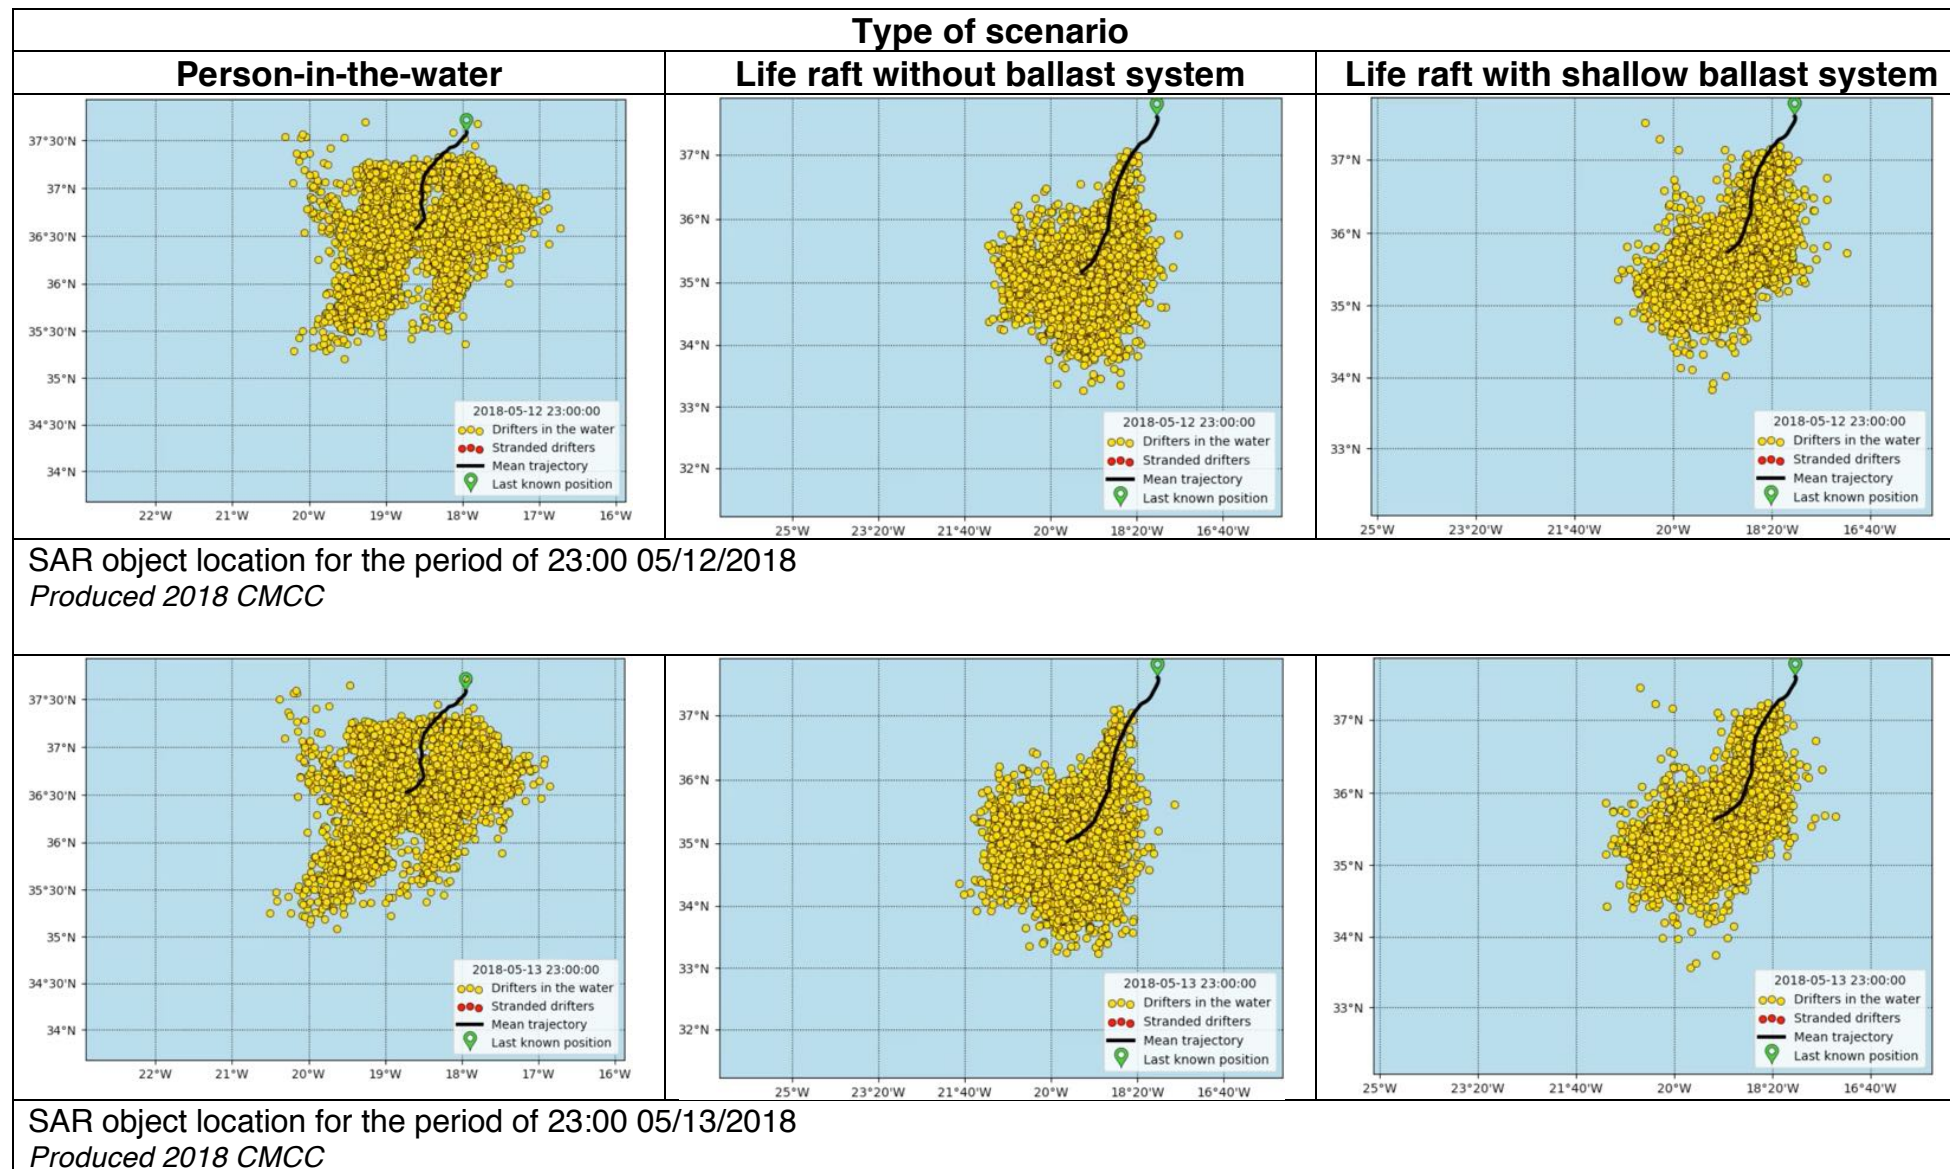 Type of scenario
Person-in-the-water
Life raft without ballast system
Life raft with shallow ballast system
37°30'N
37°N
36°30'N
36°N
35°30'N
35°N
34°30'N
34°N
22°W 21°W 20°W 19°W 18°W 17°W 16°W
2018-05-12 23:00:00
Drifters in the water
Stranded drifters
Mean trajectory
Last known position
37°N
36°N
35°N
34°N
33°N
32°N
25°W 23°20'W 21°40'W 20°W 18°20'W 16°40'W
2018-05-12 23:00:00
Drifters in the water
Stranded drifters
Mean trajectory
Last known position
37°N
36°N
35°N
34°N
33°N
25°W 23°20'W 21°40'W 20°W 18°20'W 16°40'W
2018-05-12 23:00:00
Drifters in the water
Stranded drifters
Mean trajectory
Last known position
SAR object location for the period of 23:00 05/12/2018
Produced 2018 CMCC
37°30'N
37°N
36°30'N
36°N
35°30'N
35°N
34°30'N
34°N
22°W 21°W 20°W 19°W 18°W 17°W 16°W
2018-05-13 23:00:00
Drifters in the water
Stranded drifters
Mean trajectory
Last known position
37°N
36°N
35°N
34°N
33°N
32°N
25°W 23°20'W 21°40'W 20°W 18°20'W 16°40'W
2018-05-13 23:00:00
Drifters in the water
Stranded drifters
Mean trajectory
Last known position
37°N
36°N
35°N
34°N
33°N
25°W 23°20'W 21°40'W 20°W 18°20'W 16°40'W
2018-05-13 23:00:00
Drifters in the water
Stranded drifters
Mean trajectory
Last known position
SAR object location for the period of 23:00 05/13/2018
Produced 2018 CMCC